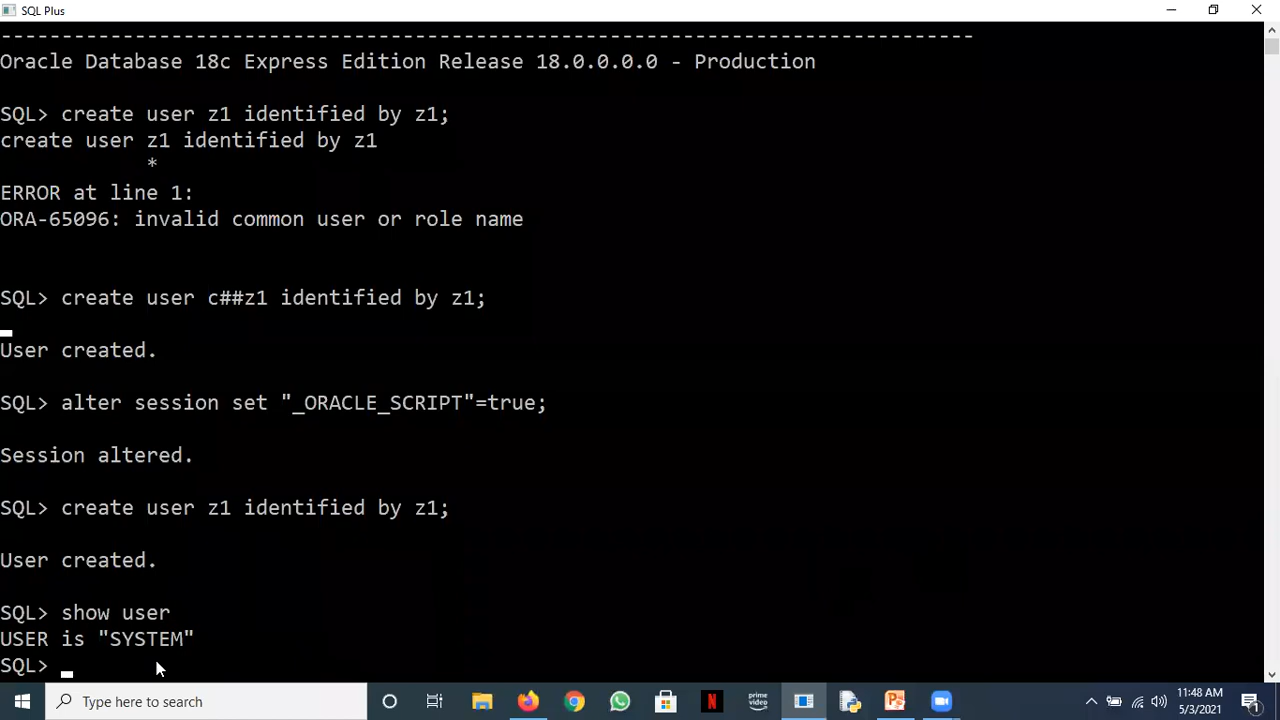 SQL Plus
--------------------------------------------------------------------------------
Oracle Database 18c Express Edition Release 18.0.0.0.0 - Production
SQL> create user z1 identified by z1;
create user z1 identified by z1
*
ERROR at line 1:
ORA-65096: invalid common user or role name
SQL> create user c##z1 identified by z1;
User created.
SQL> alter session set "_ORACLE_SCRIPT"=true;
Session altered.
SQL> create user z1 identified by z1;
User created.
SQL> show user
USER is "SYSTEM"
SQL>
Type here to search
N
prime video
11:48 AM
5/3/2021
1